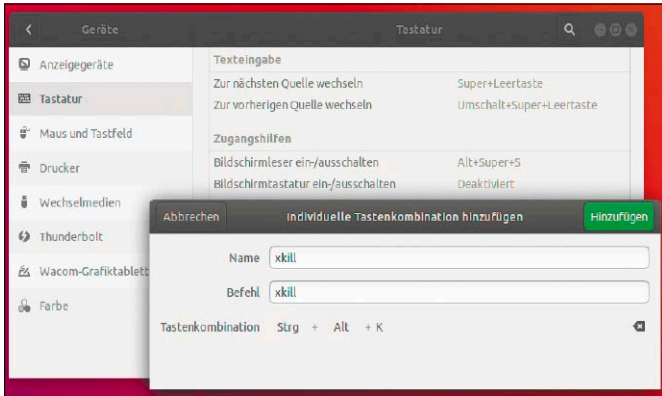 Geräte
Tastatur
Anzeigegeräte
Tastatur
Maus und Tastfeld
Drucker
Wechselmedien
Thunderbolt
Wacom-Grafiktablett
Farbe
Texteingabe
Zur nächsten Quelle wechseln Super+Leertaste
Zur vorherigen Quelle wechseln Umschalt+Super+Leertaste
Zugangshilfen
Bildschirmleser ein-/ausschalten Alt+Super+S
Bildschirmtastatur ein-/ausschalten Deaktiviert
Abbrechen Individuelle Tastenkombination hinzufügen Hinzufügen
Name xkill
Befehl xkill
Tastenkombination Strg + Alt + K